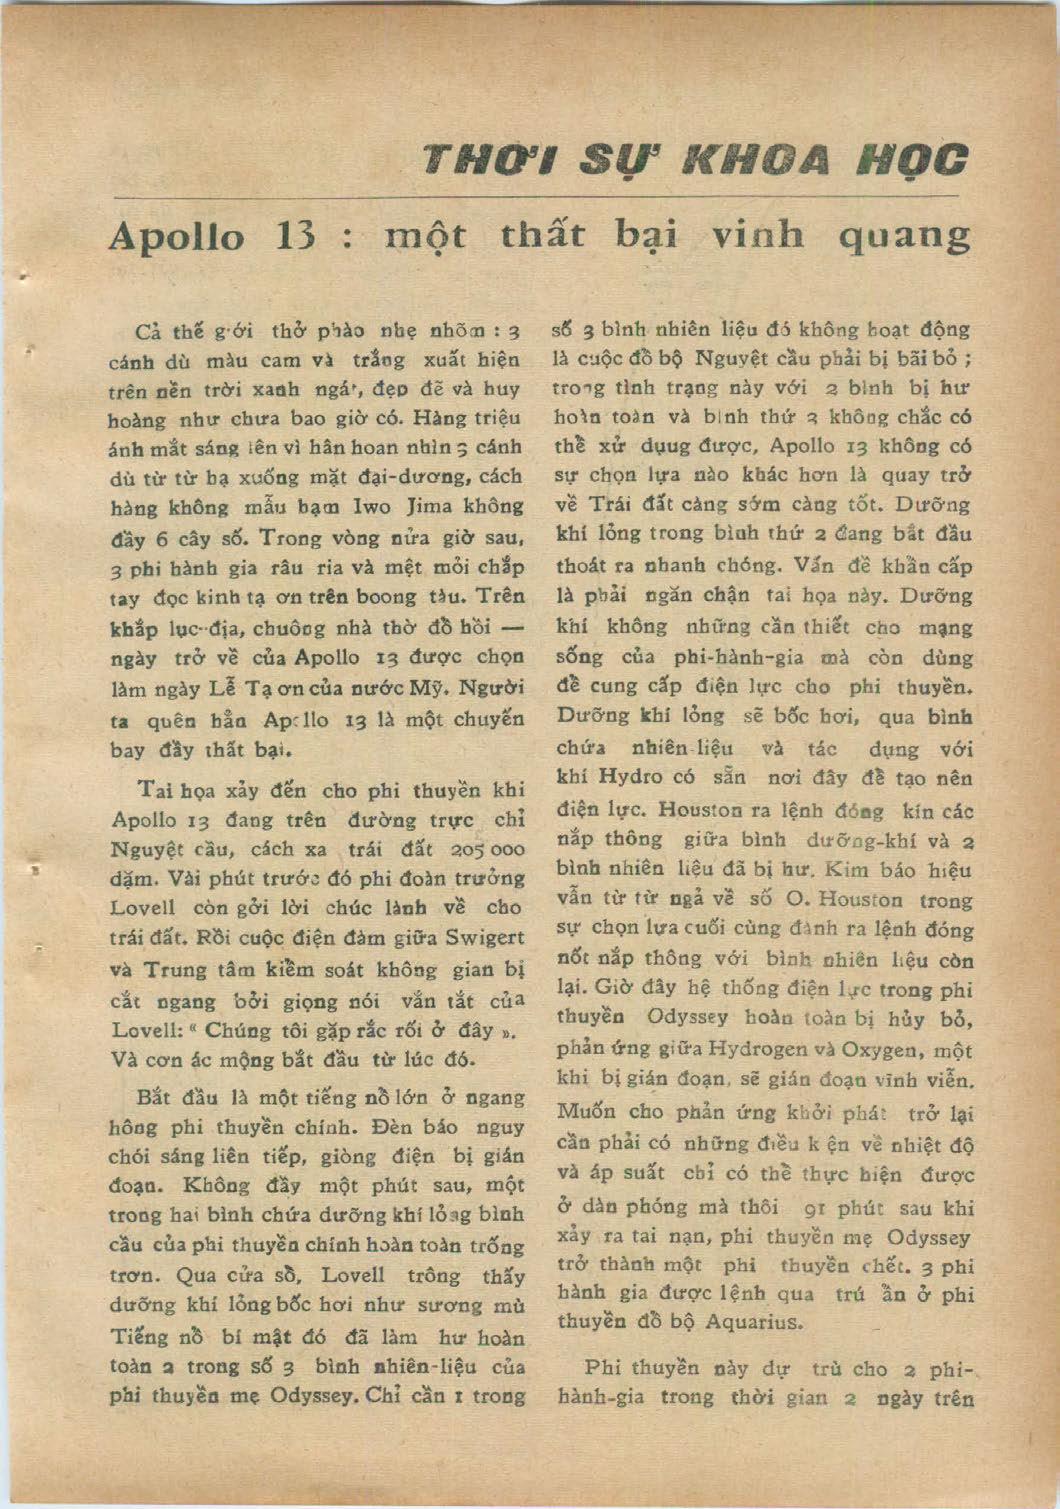 THỜI SỰ KHOA HỌC
Apollo 13 : một thất bại vinh quang
Cả thế giới thở phào nhẹ nhõm : 3
cánh dù màu cam và trắng xuất hiện
trên nền trời xanh ngát, đẹp đẽ và huy
hoàng như chưa bao giờ có. Hàng triệu
ánh mắt sáng lên vì hân hoan nhìn 3 cánh
dù từ từ hạ xuống mặt đại-dương, cách
hàng không mẫu hạm Iwo Jima không
đầy 6 cây số. Trong vòng nửa giờ sau,
3 phi hành gia râu ria và mệt mỏi chắp
tay đọc kinh tạ ơn trên boong tàu. Trên
khắp lục-địa, chuông nhà thờ đổ hồi —
ngày trở về của Apollo 13 được chọn
làm ngày Lễ Tạ ơn của nước Mỹ. Người
ta quên hẳn Apollo 13 là một chuyến
bay đầy thất bại.
Tai họa xảy đến cho phi thuyền khi
Apollo 13 đang trên đường trực chỉ
Nguyệt cầu, cách xa trái đất 205 000
dặm. Vài phút trước đó phi đoàn trưởng
Lovell còn gởi lời chúc lành về cho
trái đất. Rồi cuộc điện đàm giữa Swigert
và Trung tâm kiểm soát không gian bị
cắt ngang bởi giọng nói vắn tắt của
Lovell: « Chúng tôi gặp rắc rối ở đây ».
Và cơn ác mộng bắt đầu từ lúc đó.
Bắt đầu là một tiếng nổ lớn ở ngang
hông phi thuyền chính. Đèn báo nguy
chói sáng liên tiếp, giòng điện bị gián
đoạn. Không đầy một phút sau, một
trong hai bình chứa dưỡng khí lỏng bình
cầu của phi thuyền chính hoàn toàn trống
trơn. Qua cửa sổ, Lovell trông thấy
dưỡng khí lỏng bốc hơi như sương mù
Tiếng nổ bí mật đó đã làm hư hoàn
toàn 2 trong số 3 bình nhiên-liệu của
phi thuyền mẹ Odyssey. Chỉ cần 1 trong
số 3 bình nhiên liệu đó không hoạt động
là cuộc đổ bộ Nguyệt cầu phải bị bãi bỏ ;
trong tình trạng này với 2 bình bị hư
hoàn toàn và bình thứ 3 không chắc có
thể xử dụug được, Apollo 13 không có
sự chọn lựa nào khác hơn là quay trở
về Trái đất càng sớm càng tốt. Dưỡng
khí lỏng trong bình thứ 2 đang bắt đầu
thoát ra nhanh chóng. Vấn đề khẩn cấp
là phải ngăn chận tai họa này. Dưỡng
khí không những cần thiết cho mạng
sống của phi-hành-gia mà còn dùng
để cung cấp điện lực cho phi thuyền.
Dưỡng khí lỏng sẽ bốc hơi, qua bình
chứa nhiên-liệu và tác dụng với
khí Hydro có sẵn nơi đây để tạo nên
điện lực. Houston ra lệnh đóng kín các
nắp thông giữa bình dưỡng-khí và 2
bình nhiên liệu đã bị hư. Kim báo hiệu
vẫn từ từ ngả về số O. Houston trong
sự chọn lựa cuối cùng đành ra lệnh đóng
nốt nắp thông với bình nhiên liệu còn
lại. Giờ đây hệ thống điện lực trong phi
thuyền Odyssey hoàn toàn bị hủy bỏ,
phản ứng giữa Hydrogen và Oxygen, một
khi bị gián đoạn, sẽ gián đoạn vĩnh viễn.
Muốn cho phản ứng khởi phát trở lại
cần phải có những điều kiện về nhiệt độ
và áp suất chỉ có thể thực hiện được
ở dàn phóng mà thôi 91 phút sau khi
xảy ra tai nạn, phi thuyền mẹ Odyssey
trở thành một phi thuyền chết. 3 phi
hành gia được lệnh qua trú ẩn ở phi
thuyền đổ bộ Aquarius.
Phi thuyền này dự trù cho 2 phi-
hành-gia trong thời gian 2 ngày trên